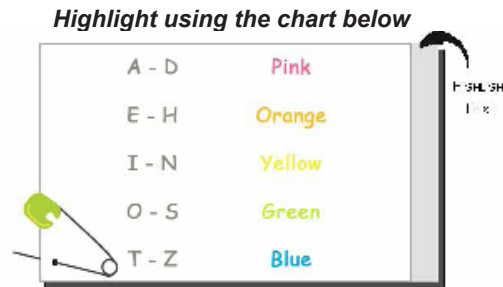 Highlight using the chart below
A - D Pink
E - H Orange
I - N Yellow
O - S Green
T - Z Blue